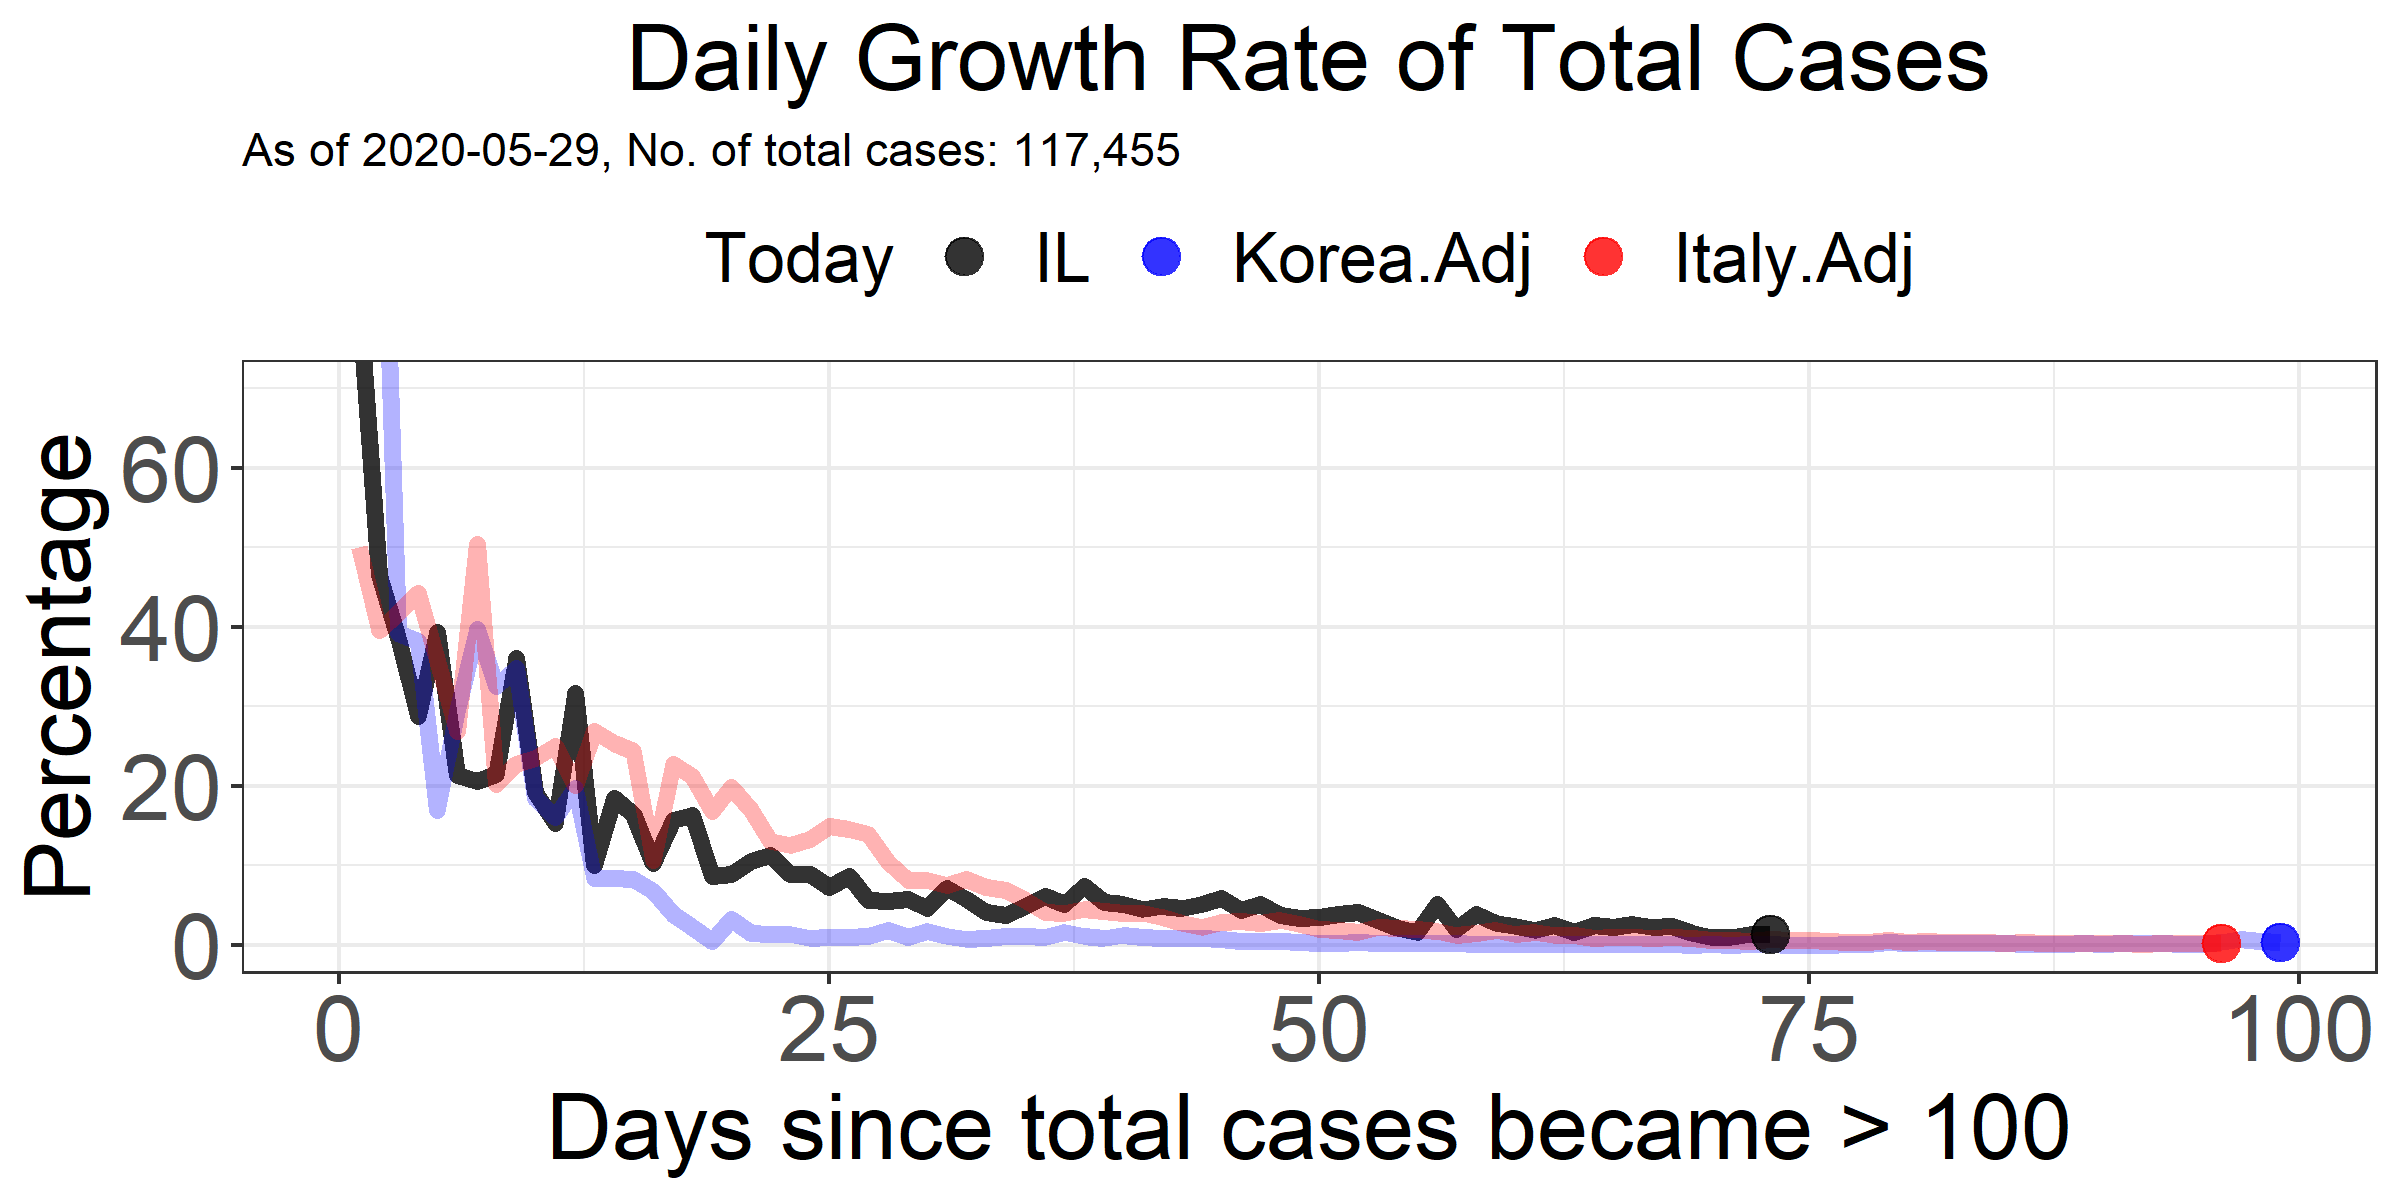 Daily Growth Rate of Total Cases
As of 2020-05-29, No. of total cases: 117,455
Today IL Korea.Adj Italy.Adj
Percentage
60
40
20
0
0 25 50 75 100
Days since total cases became > 100